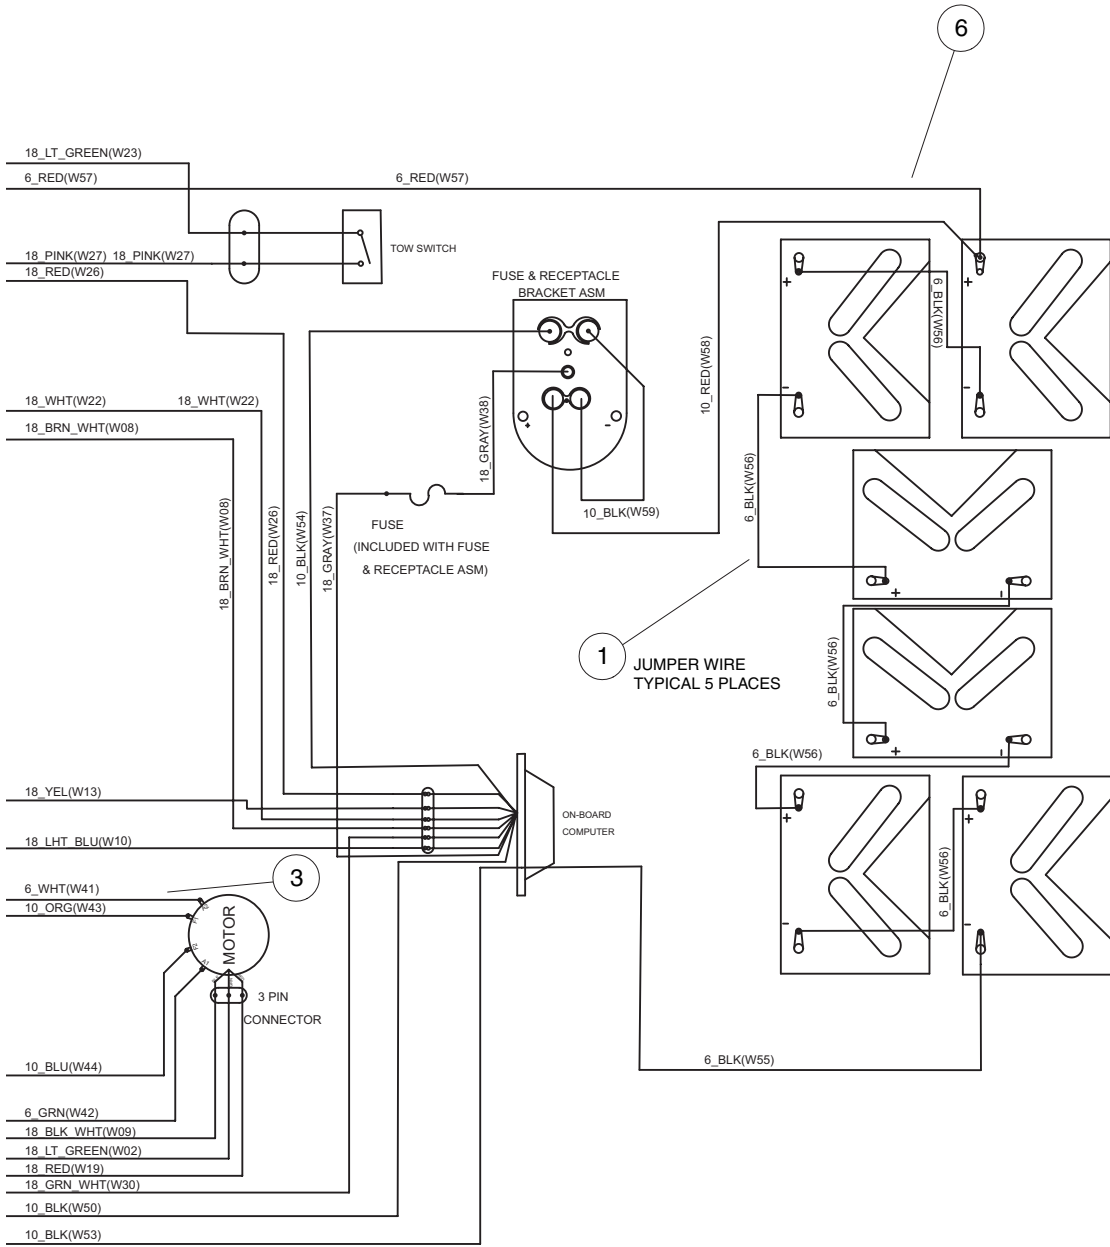 6
18_LT_GREEN(W23)
6_RED(W57)
6_RED(W57)
18_PINK(W27)
18_PINK(W27)
18_RED(W26)
TOW SWITCH
FUSE & RECEPTACLE
BRACKET ASM
+
+
6_BLK(W56)
10_RED(W58)
-
-
18_WHT(W22)
18_WHT(W22)
18_BRN_WHT(W08)
+
-
18_GRAY(W38)
10_BLK(W59)
6_BLK(W56)
FUSE
(INCLUDED WITH FUSE
& RECEPTACLE ASM)
18_BRN_WHT(W08)
18_RED(W26)
10_BLK(W54)
18_GRAY(W37)
+
-
1
JUMPER WIRE
TYPICAL 5 PLACES
6_BLK(W56)
+
-
6_BLK(W56)
18_YEL(W13)
18_LHT_BLU(W10)
ON-BOARD
COMPUTER
+
+
6_BLK(W56)
-
-
3
6_WHT(W41)
10_ORG(W43)
MOTOR
A1
3 PIN
CONNECTOR
10_BLU(W44)
6_BLK(W55)
6_GRN(W42)
18_BLK_WHT(W09)
18_LT_GREEN(W02)
18_RED(W19)
18_GRN_WHT(W30)
10_BLK(W50)
10_BLK(W53)